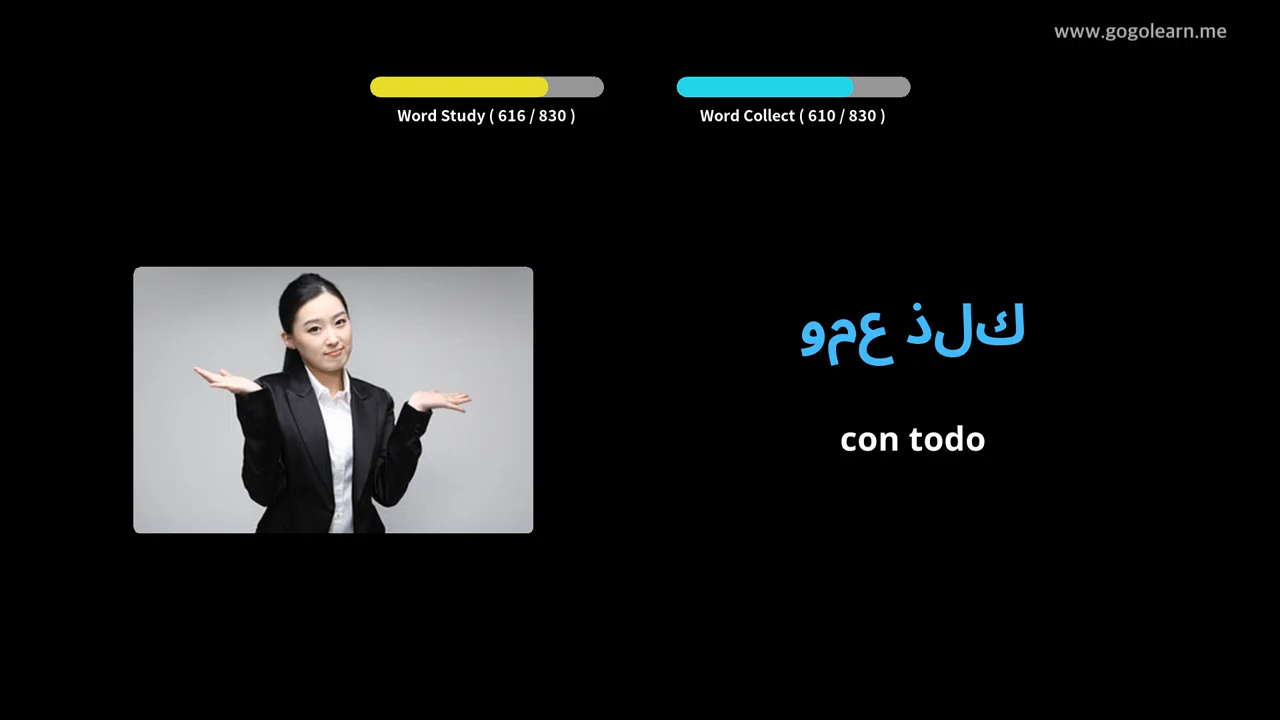 www.gogolearn.me
Word Study ( 616 / 830 )
Word Collect ( 610 / 830 )
ومع ذلك
con todo